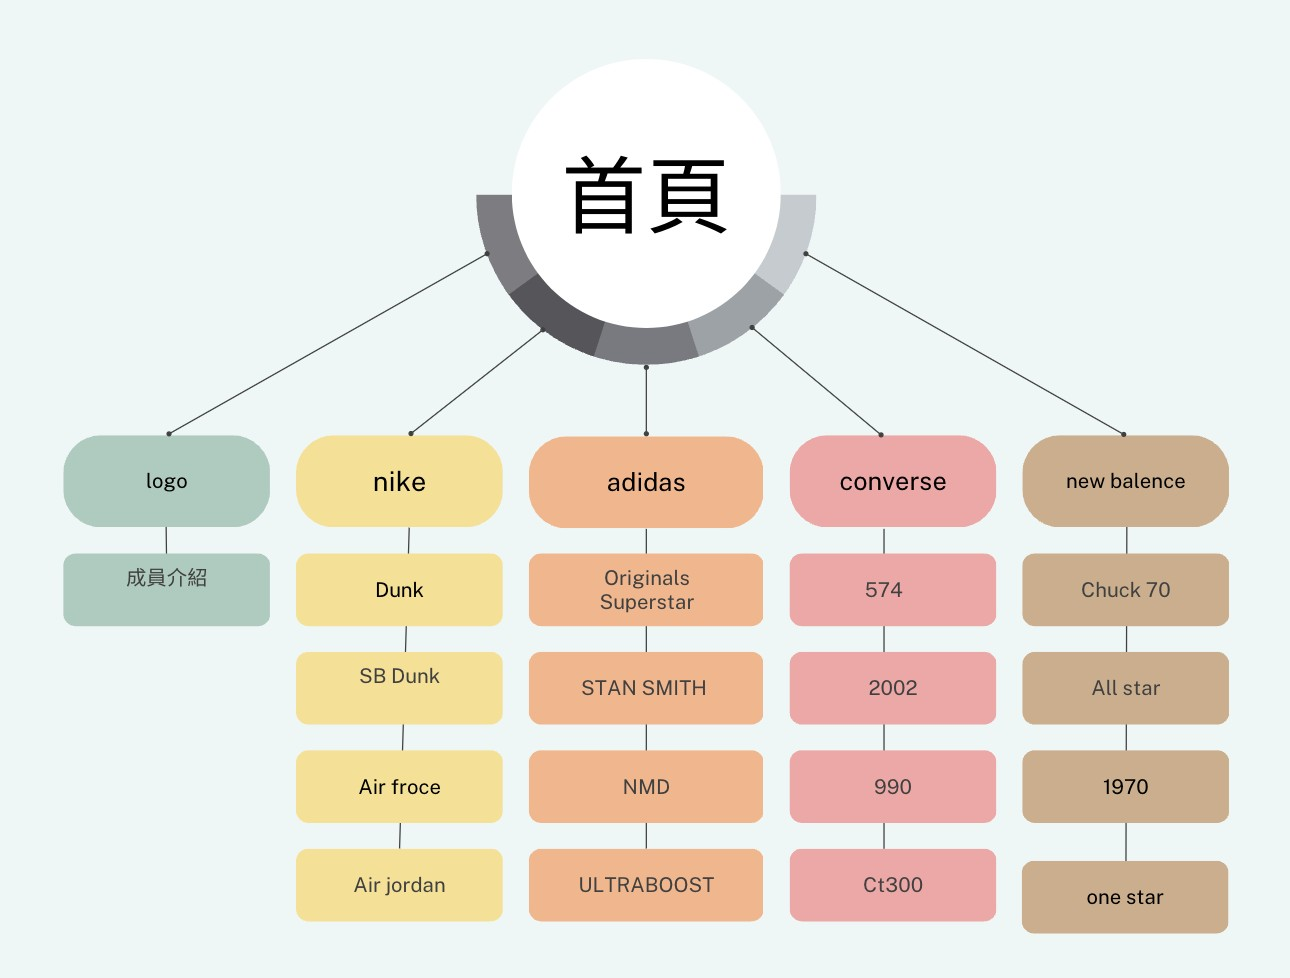 首頁
logo
nike
adidas
converse
new balence
成員介紹
Dunk
Originals
Superstar
574
Chuck 70
SB Dunk
STAN SMITH
2002
All star
Air froce
NMD
990
1970
Air jordan
ULTRABOOST
Ct300
one star